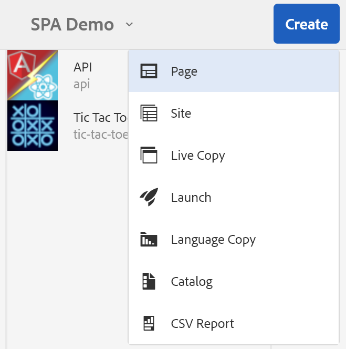 SPA Demo
Create
API
api
Tic Tac To
tic-tac-toe
Page
Site
Live Copy
Launch
Language Copy
Catalog
CSV Report